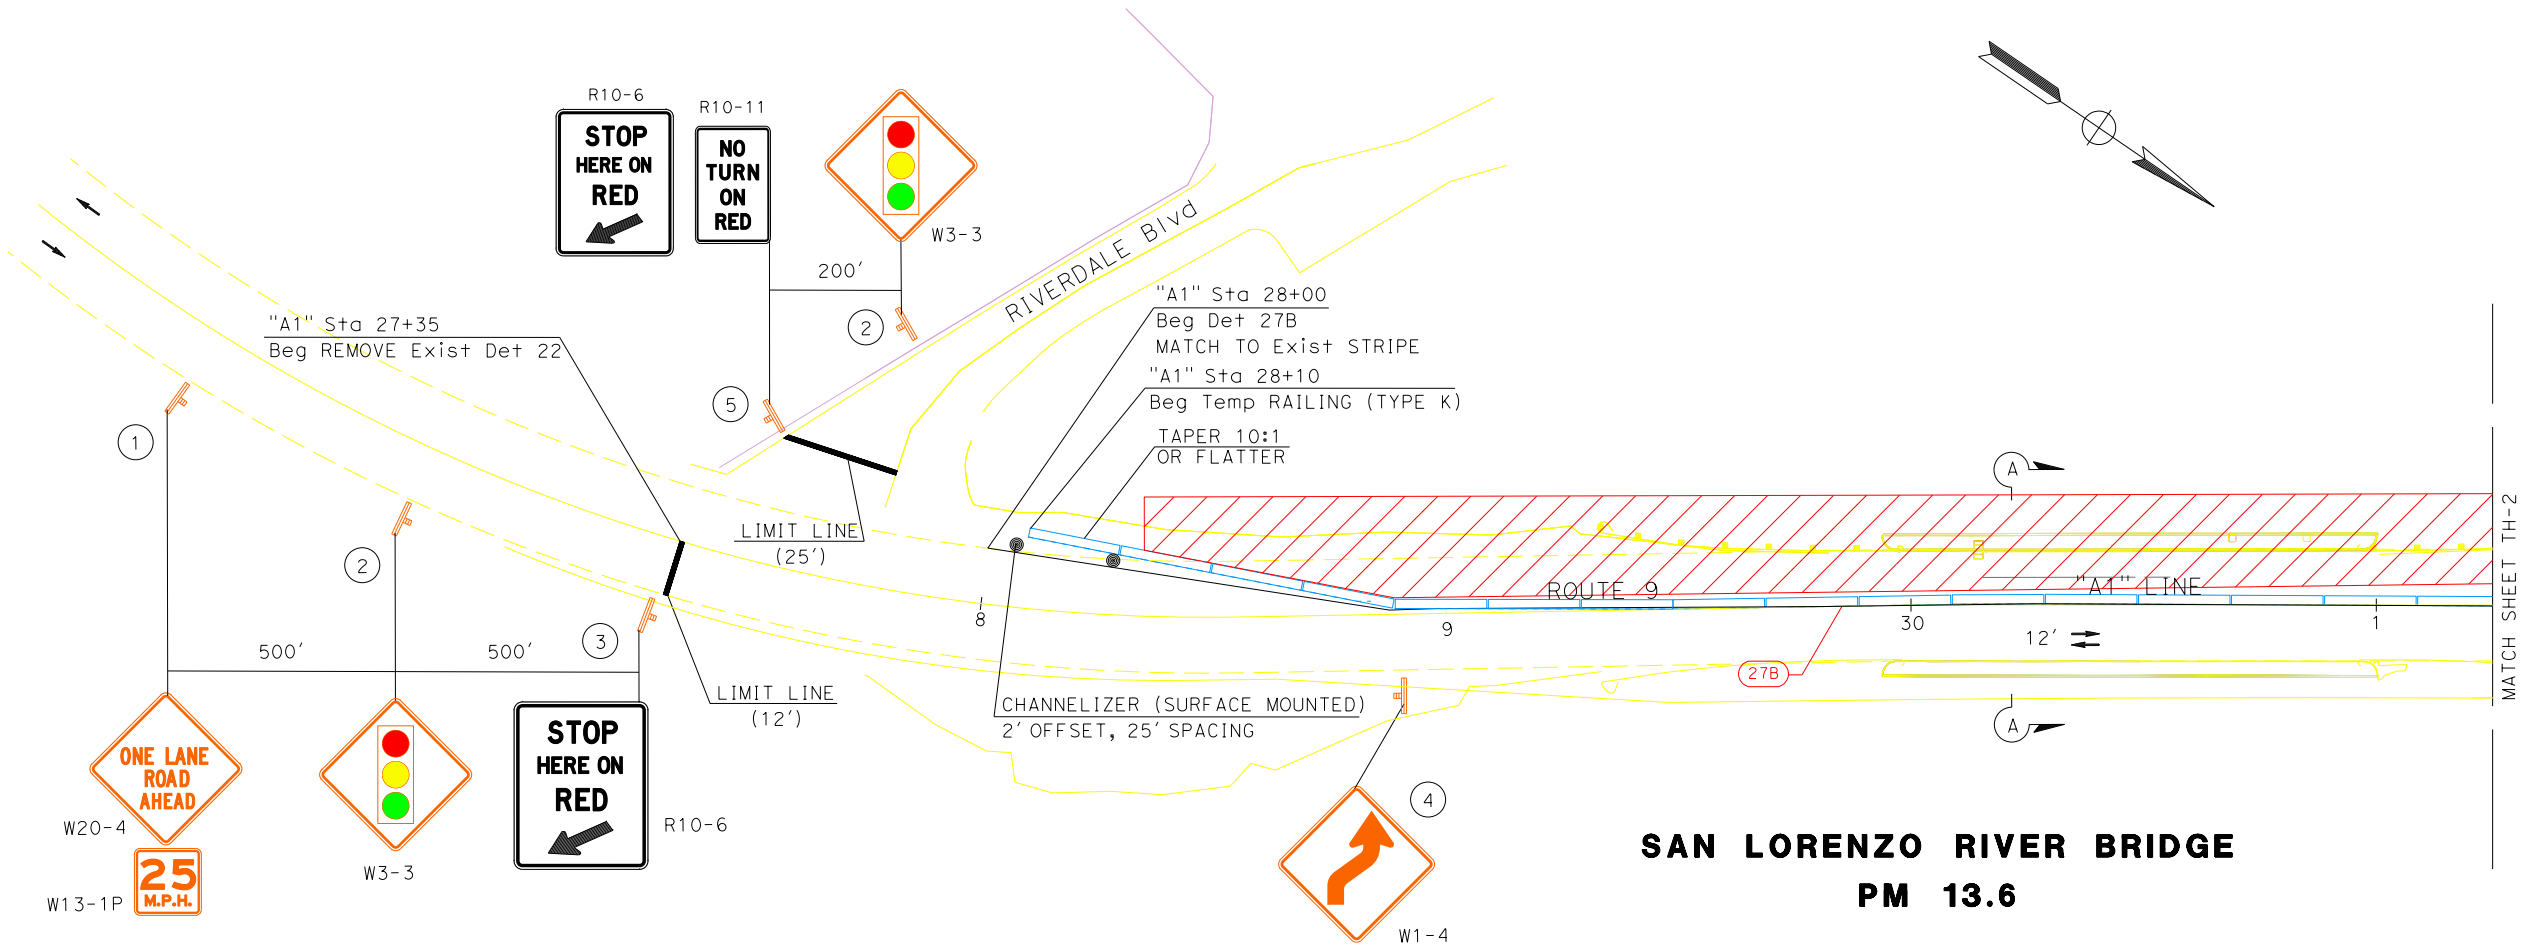 R10-6
STOP
HERE ON
RED
R10-11
NO
TURN
ON
RED
W3-3
200'
2
5
RIVERDALE Blvd
"A1" Sta 27+35
Beg REMOVE Exist Det 22
"A1" Sta 28+00
Beg Det 27B
MATCH TO Exist STRIPE
"A1" Sta 28+10
Beg Temp RAILING (TYPE K)
TAPER 10:1
OR FLATTER
1
2
3
500'
500'
LIMIT LINE
(25')
LIMIT LINE
(12')
A
ROUTE 9
"A1" LINE
8
9
30
1
12'
27B
A
MATCH SHEET TH-2
CHANNELIZER (SURFACE MOUNTED)
2' OFFSET, 25' SPACING
ONE LANE
ROAD
AHEAD
W20-4
25
M.P.H.
W13-1P
W3-3
STOP
HERE ON
RED
R10-6
4
W1-4
SAN LORENZO RIVER BRIDGE
PM 13.6